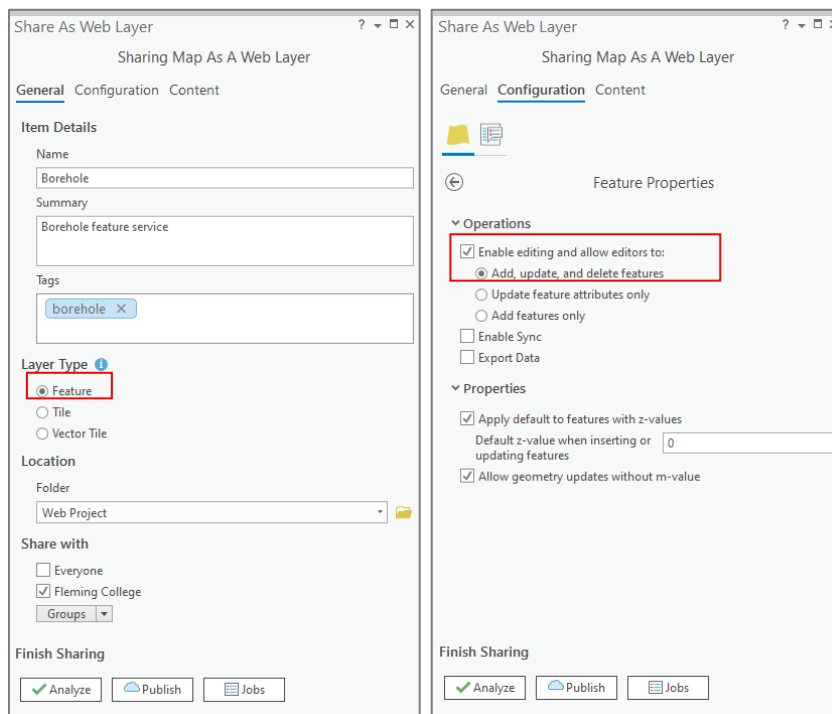 Share As Web Layer
?
Sharing Map As A Web Layer
General Configuration Content
Item Details
Name
Borehole
Summary
Borehole feature service
Tags
borehole
Layer Type
Feature
Tile
Vector Tile
Location
Folder
Web Project
Share with
Everyone
Fleming College
Groups
Finish Sharing
Analyze Publish Jobs
Share As Web Layer
?
Sharing Map As A Web Layer
General Configuration Content
Feature Properties
Operations
Enable editing and allow editors to:
Add, update, and delete features
Update feature attributes only
Add features only
Enable Sync
Export Data
Properties
Apply default to features with z-values
Default z-value when inserting or
updating features
0
Allow geometry updates without m-value
Finish Sharing
Analyze Publish Jobs